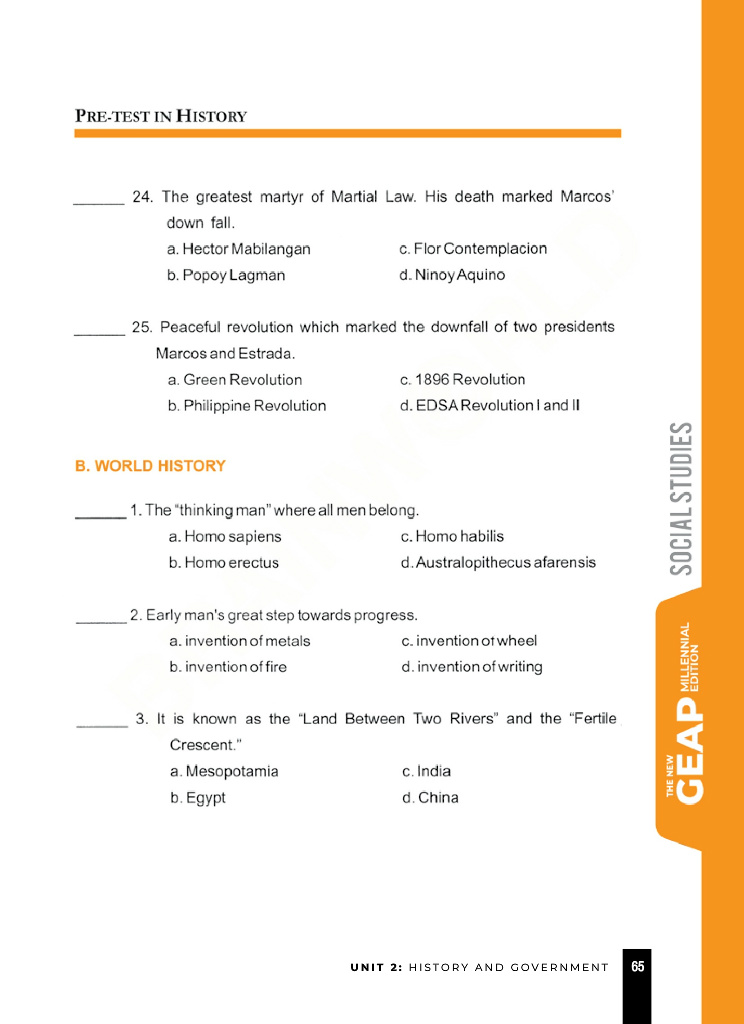 PRE-TEST IN HISTORY
______ 24. The greatest martyr of Martial Law. His death marked Marcos'
down fall.
a. Hector Mabilangan c. Flor Contemplacion
b. Popoy Lagman d. Ninoy Aquino
______ 25. Peaceful revolution which marked the downfall of two presidents
Marcos and Estrada.
a. Green Revolution c. 1896 Revolution
b. Philippine Revolution d. EDSA Revolution I and II
B. WORLD HISTORY
______ 1. The "thinking man" where all men belong.
a. Homo sapiens c. Homo habilis
b. Homo erectus d. Australopithecus afarensis
______ 2. Early man's great step towards progress.
a. invention of metals c. invention of wheel
b. invention of fire d. invention of writing
______ 3. It is known as the "Land Between Two Rivers" and the "Fertile
Crescent."
a. Mesopotamia c. India
b. Egypt d. China
SOCIAL STUDIES
THE NEW
GEAP MILLENNIAL
EDITION
UNIT 2: HISTORY AND GOVERNMENT 65